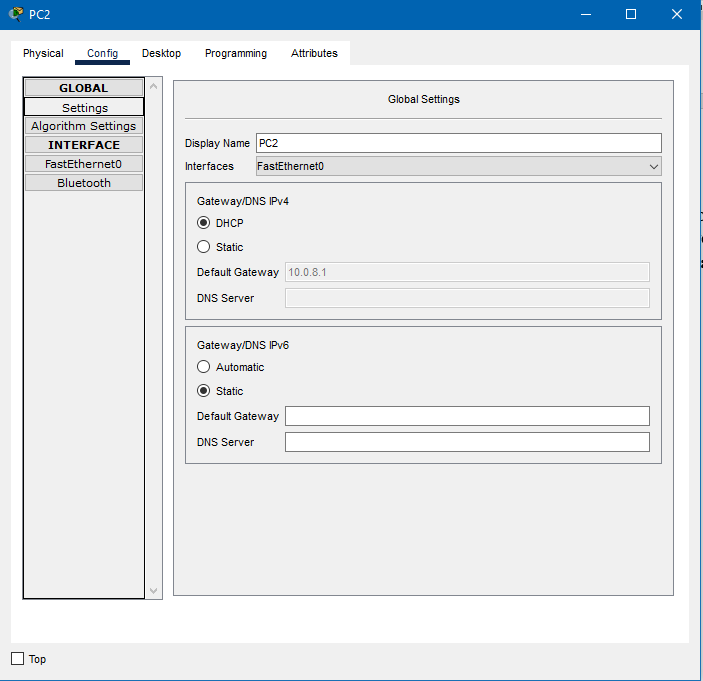 PC2
Physical Config Desktop Programming Attributes
GLOBAL
Settings
Algorithm Settings
INTERFACE
FastEthernet0
Bluetooth
Global Settings
Display Name PC2
Interfaces FastEthernet0
Gateway/DNS IPv4
DHCP
Static
Default Gateway 10.0.8.1
DNS Server
Gateway/DNS IPv6
Automatic
Static
Default Gateway
DNS Server
Top